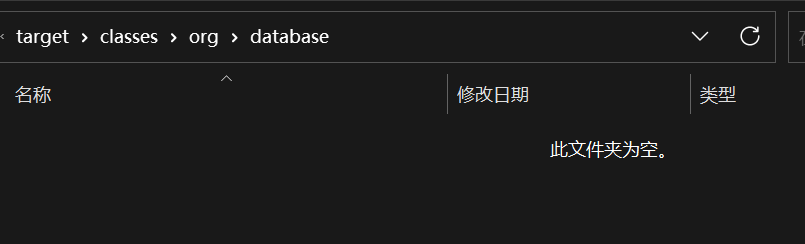 target › classes › org › database
名称 修改日期 类型
此文件夹为空。